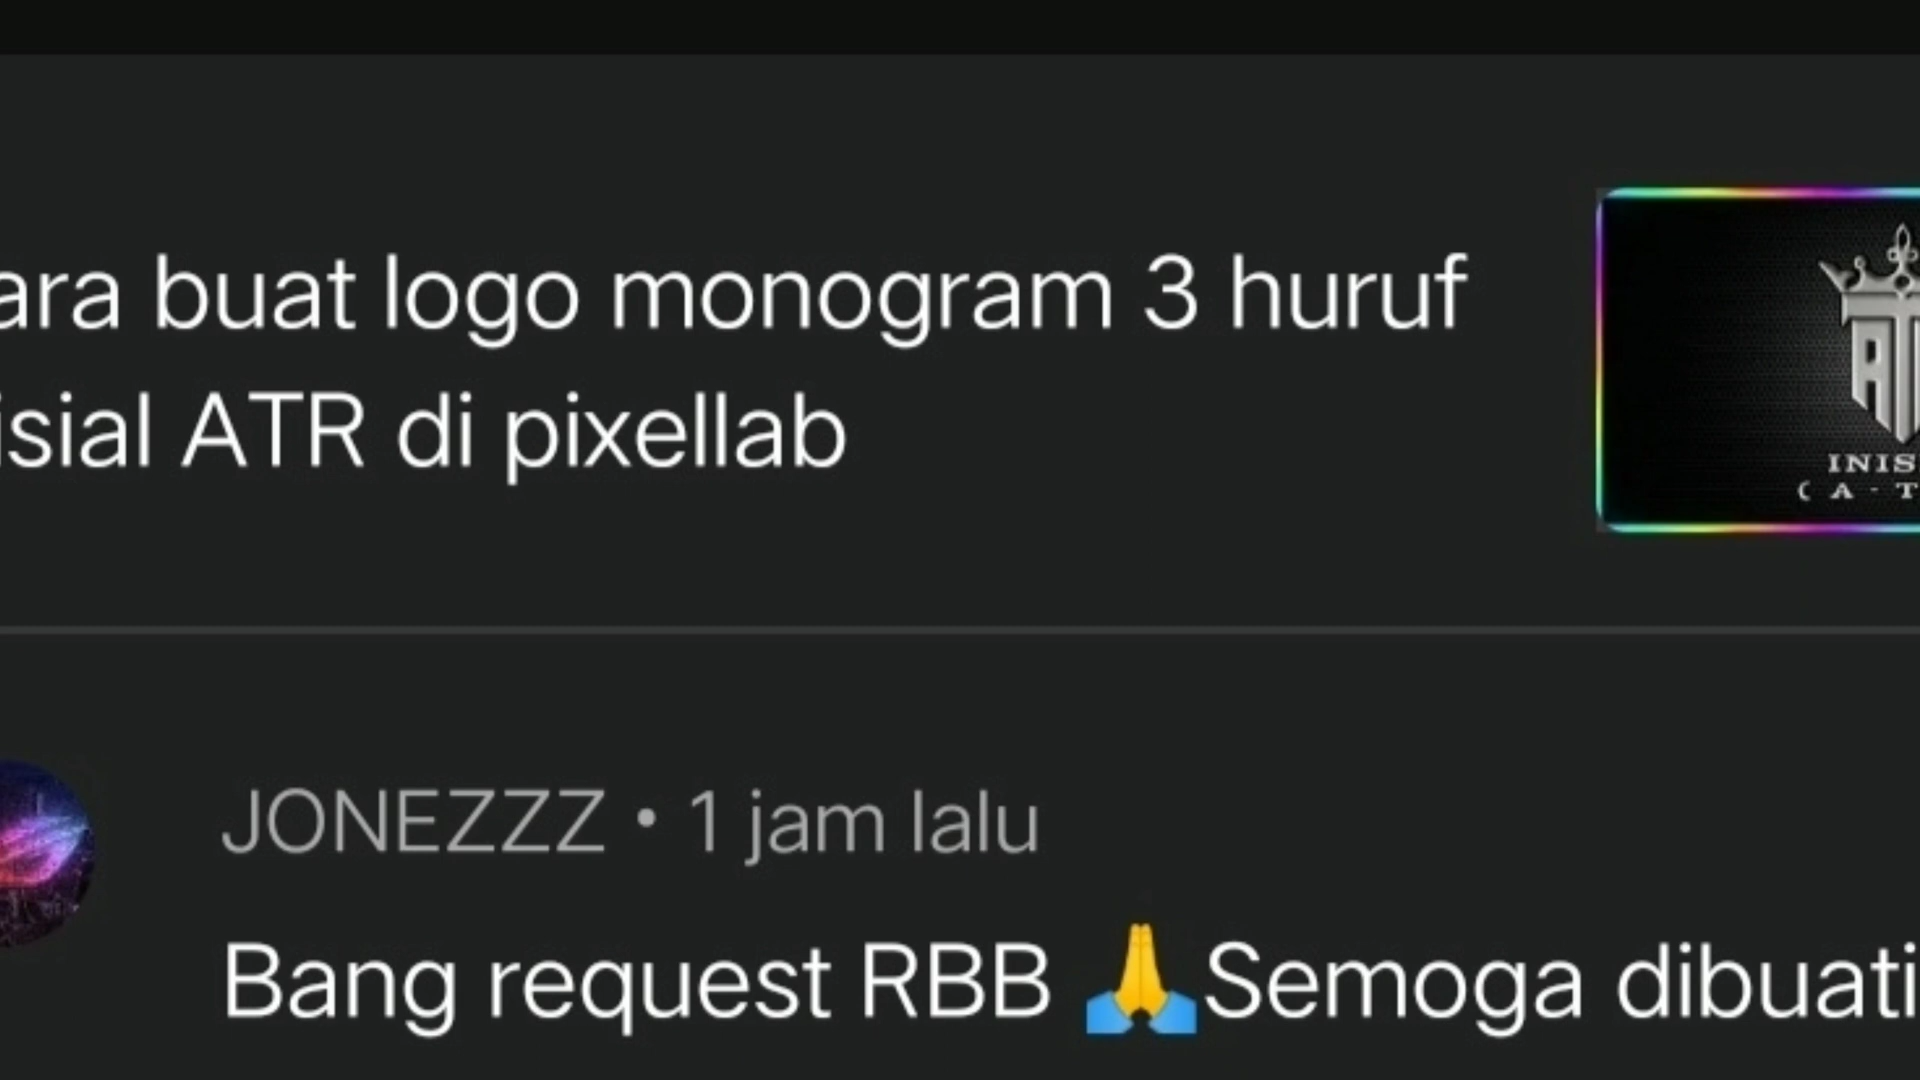 ara buat logo monogram 3 huruf
isial ATR di pixellab
INIS
( A - T
JONEZZZ • 1 jam lalu
Bang request RBB 🙏Semoga dibuati